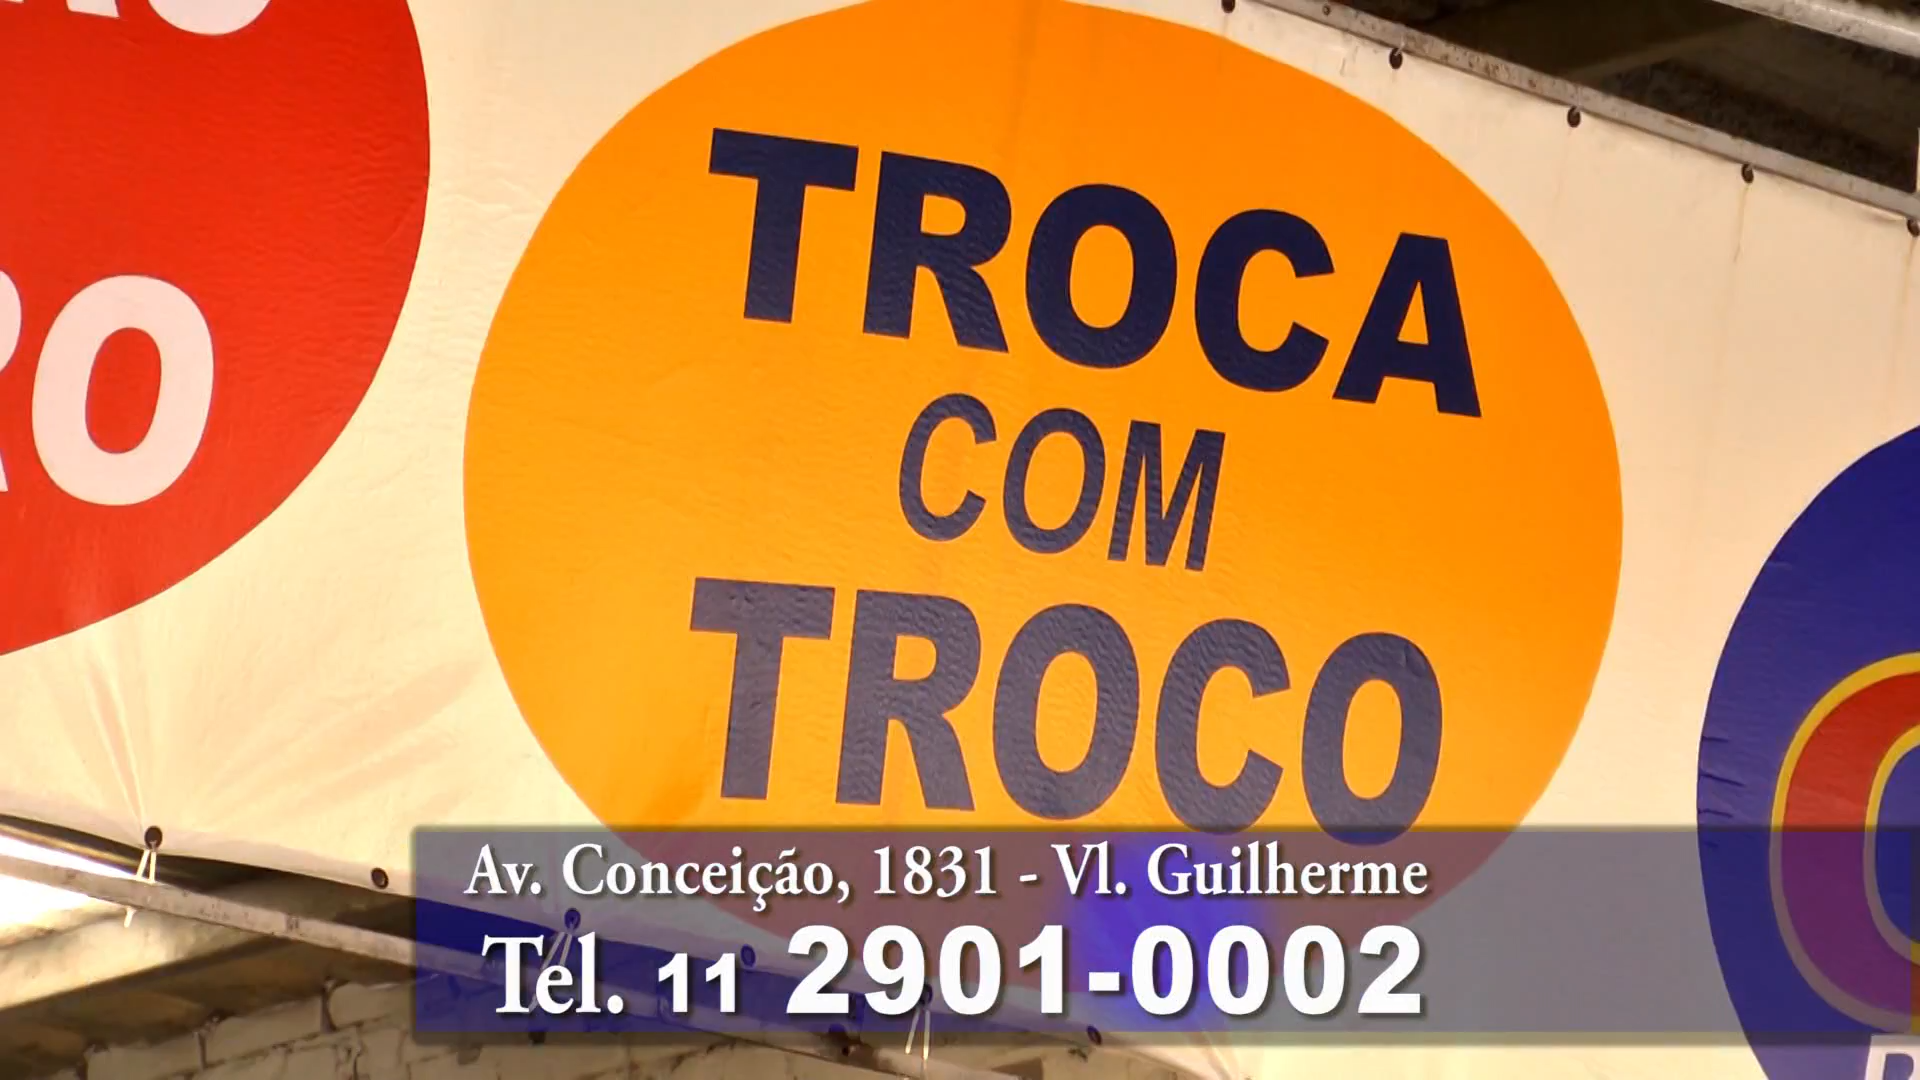 TROCA
COM
TROCO
Av. Conceição, 1831 - Vl. Guilherme
Tel. 11 2901-0002